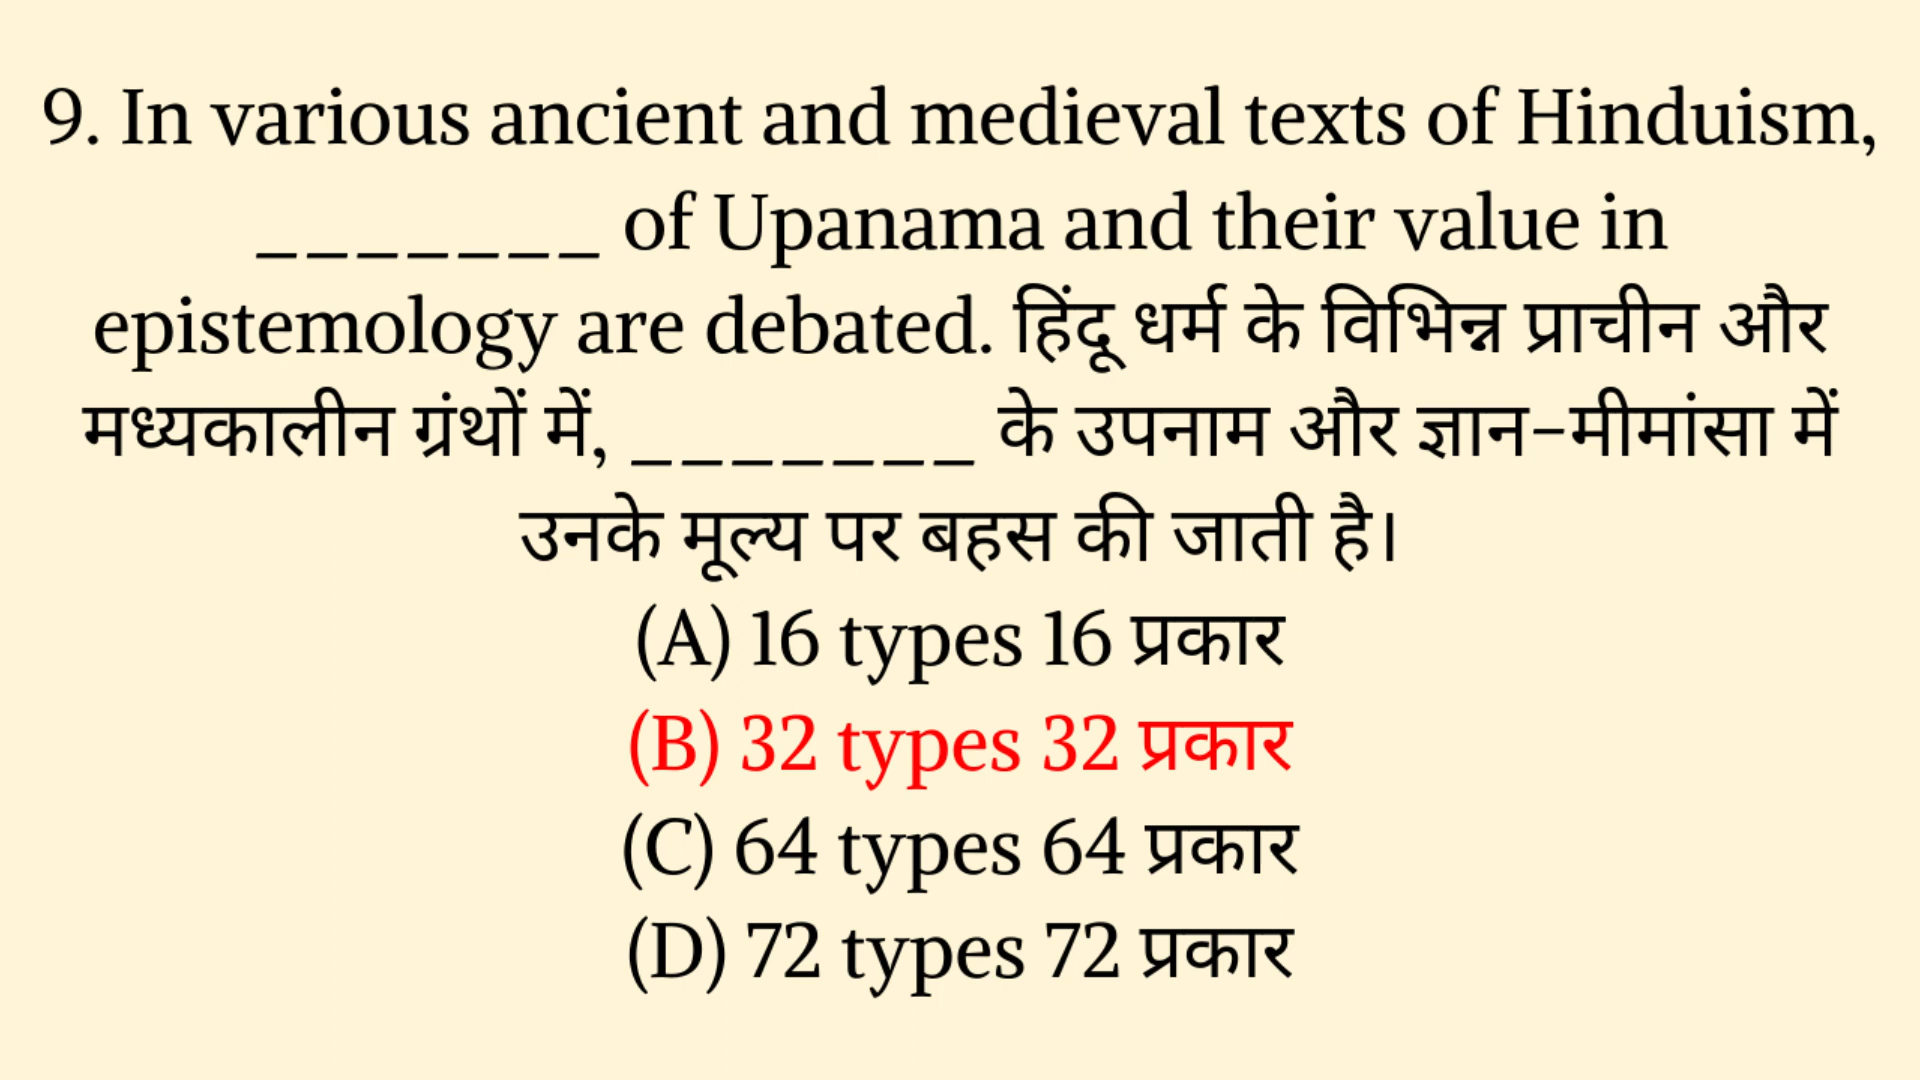 9. In various ancient and medieval texts of Hinduism,
_______ of Upanama and their value in
epistemology are debated. हिंदू धर्म के विभिन्न प्राचीन और
मध्यकालीन ग्रंथों में, _______ के उपनाम और ज्ञान-मीमांसा में
उनके मूल्य पर बहस की जाती है।
(A) 16 types 16 प्रकार
(B) 32 types 32 प्रकार
(C) 64 types 64 प्रकार
(D) 72 types 72 प्रकार